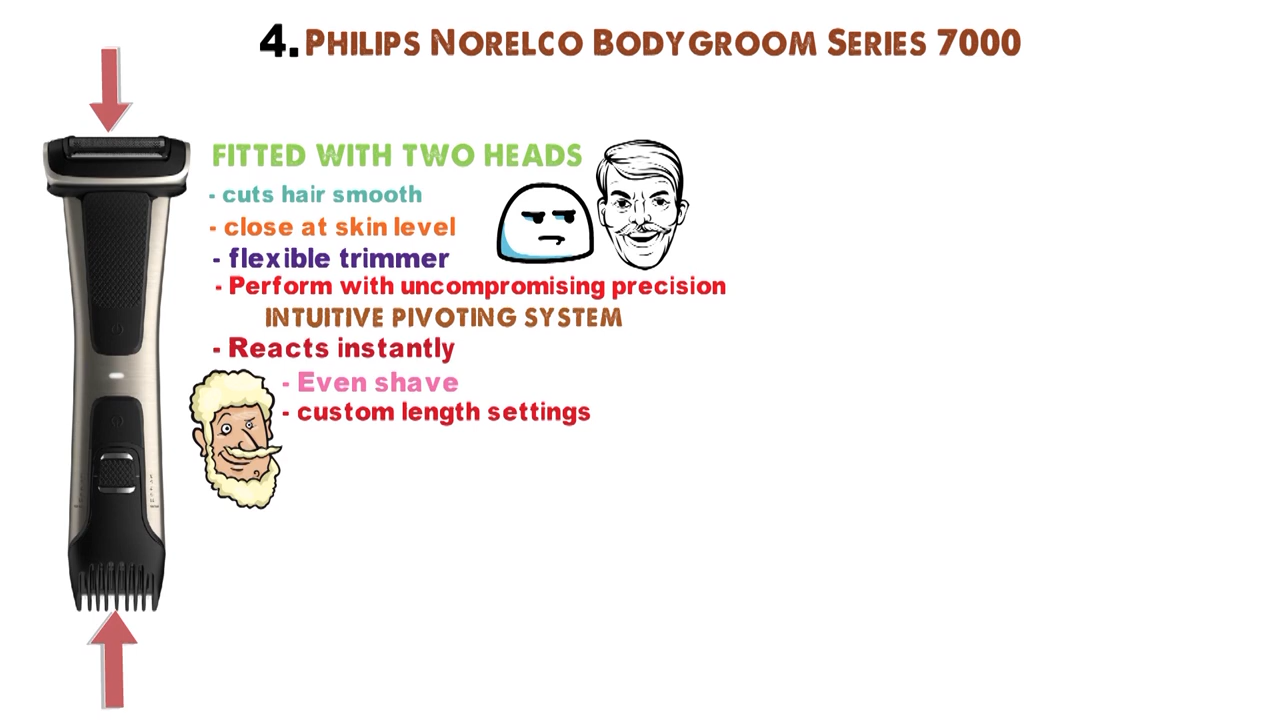 4. PHILIPS NORELCO BODYGROOM SERIES 7000
FITTED WITH TWO HEADS
- cuts hair smooth
- close at skin level
- flexible trimmer
- Perform with uncompromising precision
INTUITIVE PIVOTING SYSTEM
- Reacts instantly
- Even shave
- custom length settings